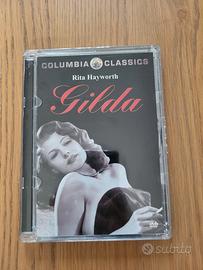 COLUMBIA CLASSICS
Rita Hayworth
Gilda
subito